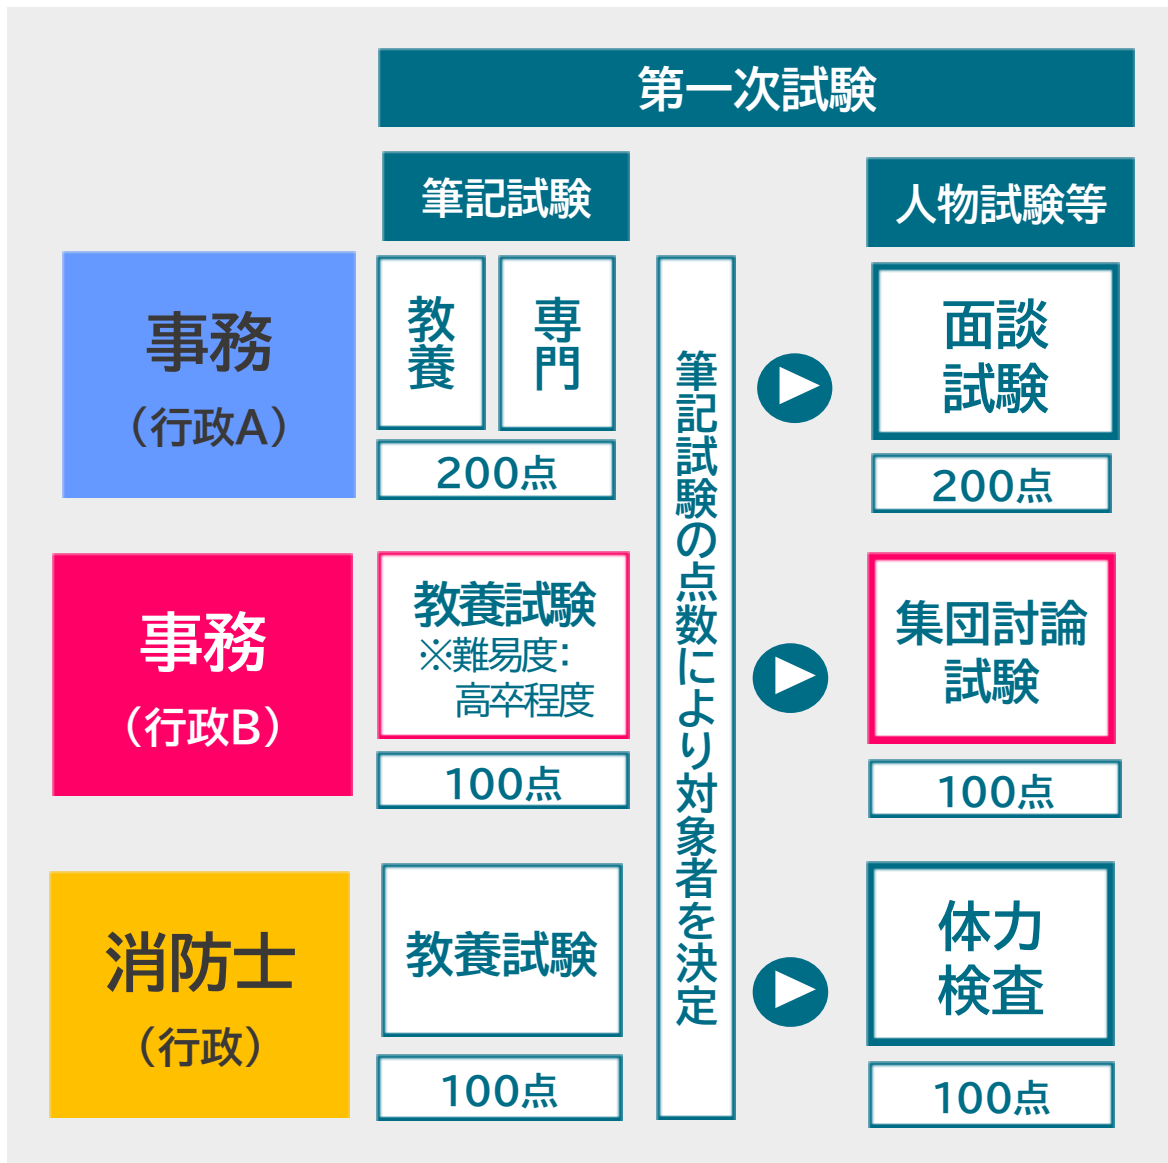 第一次試験
筆記試験
人物試験等
事務
（行政A）
教養
専門
200点
筆記試験の点数により対象者を決定
面談
試験
200点
事務
（行政B）
教養試験
※難易度：
高卒程度
100点
集団討論
試験
100点
消防士
（行政）
教養試験
100点
体力
検査
100点